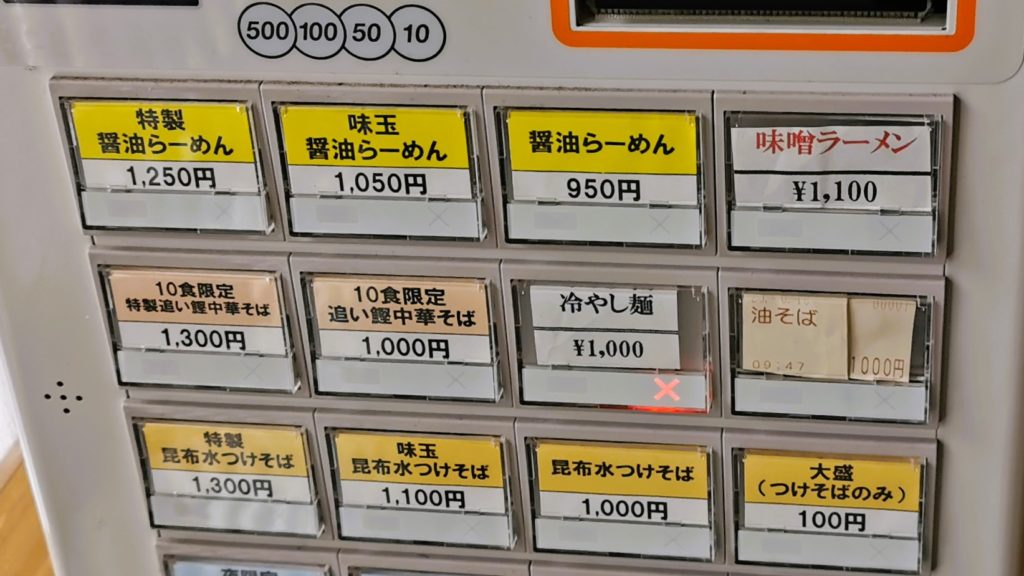 500 100 50 10
特製
醤油らーめん
1,250円
味玉
醤油らーめん
1,050円
醤油らーめん
950円
味噌ラーメン
¥1,100
10食限定
特製追い鰹中華そば
1,300円
10食限定
追い鰹中華そば
1,000円
冷やし麺
¥1,000
油そば
09:47
1000円
特製
昆布水つけそば
1,300円
味玉
昆布水つけそば
1,100円
昆布水つけそば
1,000円
大盛
(つけそばのみ)
100円